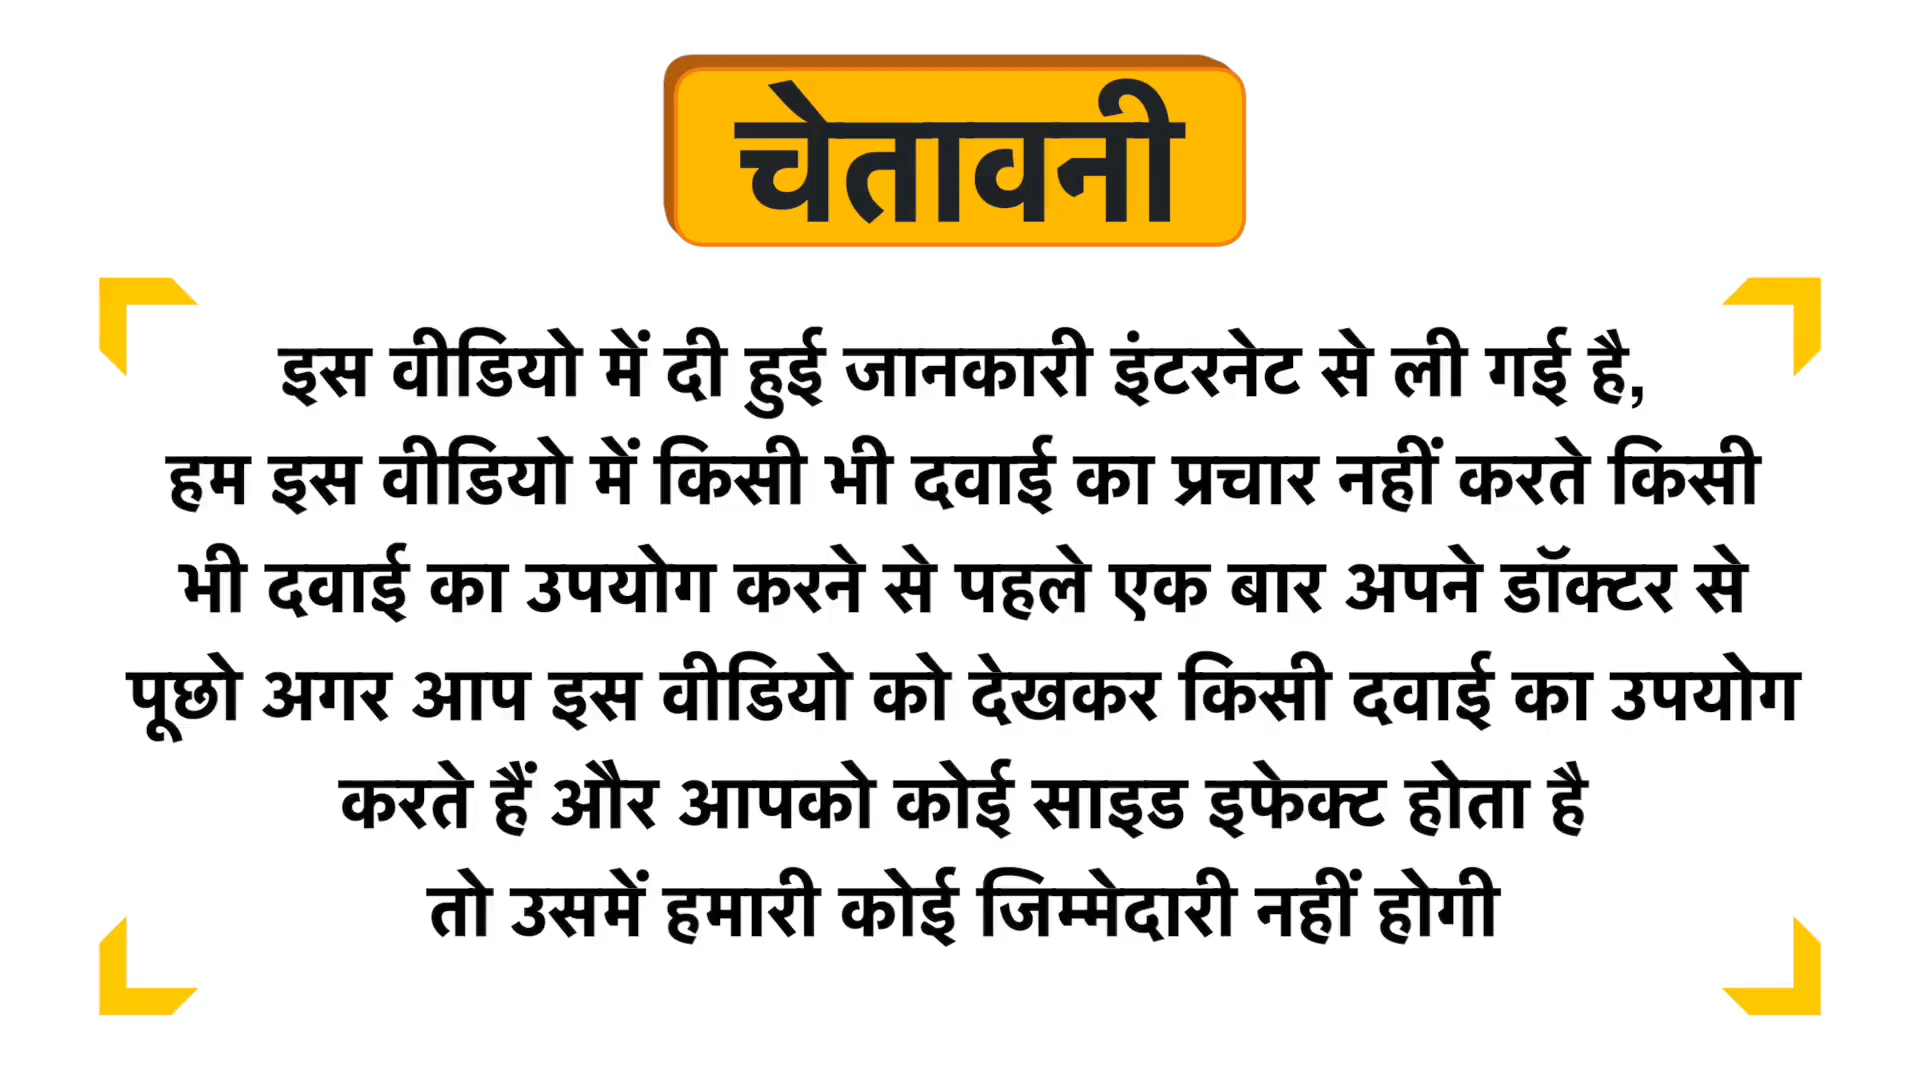 चेतावनी
इस वीडियो में दी हुई जानकारी इंटरनेट से ली गई है,
हम इस वीडियो में किसी भी दवाई का प्रचार नहीं करते किसी
भी दवाई का उपयोग करने से पहले एक बार अपने डॉक्टर से
पूछो अगर आप इस वीडियो को देखकर किसी दवाई का उपयोग
करते हैं और आपको कोई साइड इफेक्ट होता है
तो उसमें हमारी कोई जिम्मेदारी नहीं होगी